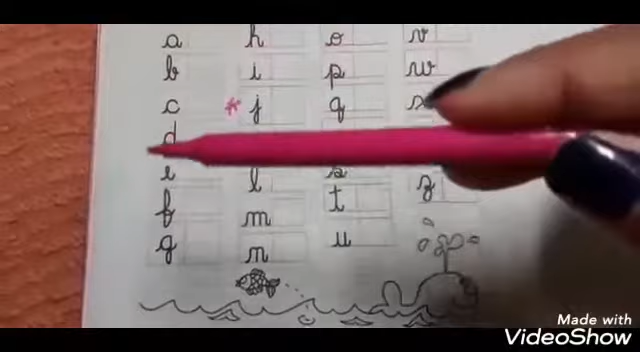 a h o v
b i p w
c * j q
d
e l s z
f m t
g n u
Made with
VideoShow